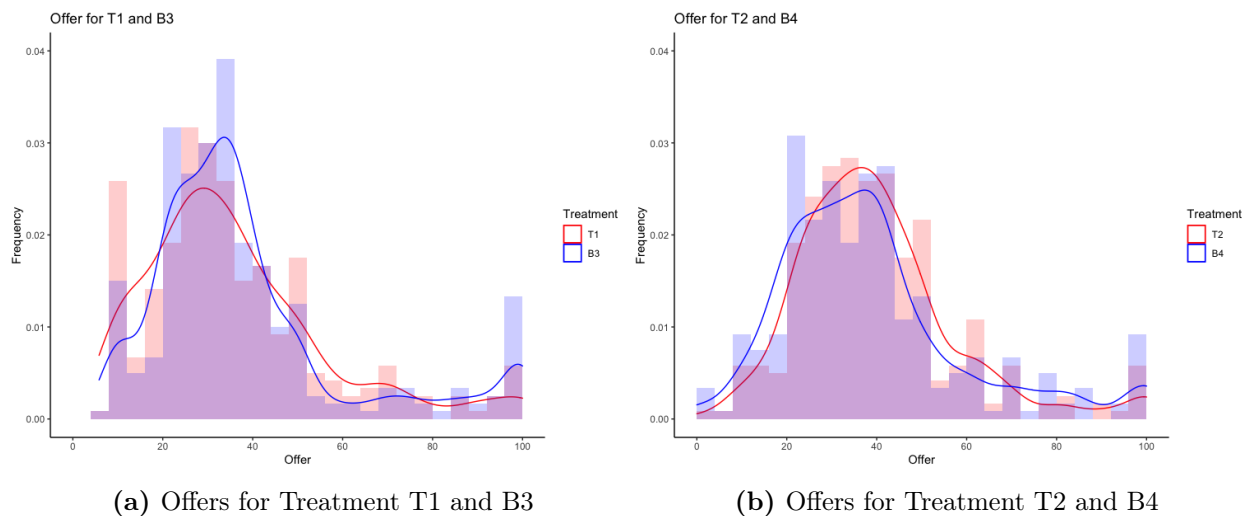 Offer for T1 and B3
0.04
0.03
0.02
0.01
0.00
Frequency
0
20
40
60
80
100
Offer
Treatment
T1
B3
(a) Offers for Treatment T1 and B3
Offer for T2 and B4
0.04
0.03
0.02
0.01
0.00
Frequency
0
20
40
60
80
100
Offer
Treatment
T2
B4
(b) Offers for Treatment T2 and B4